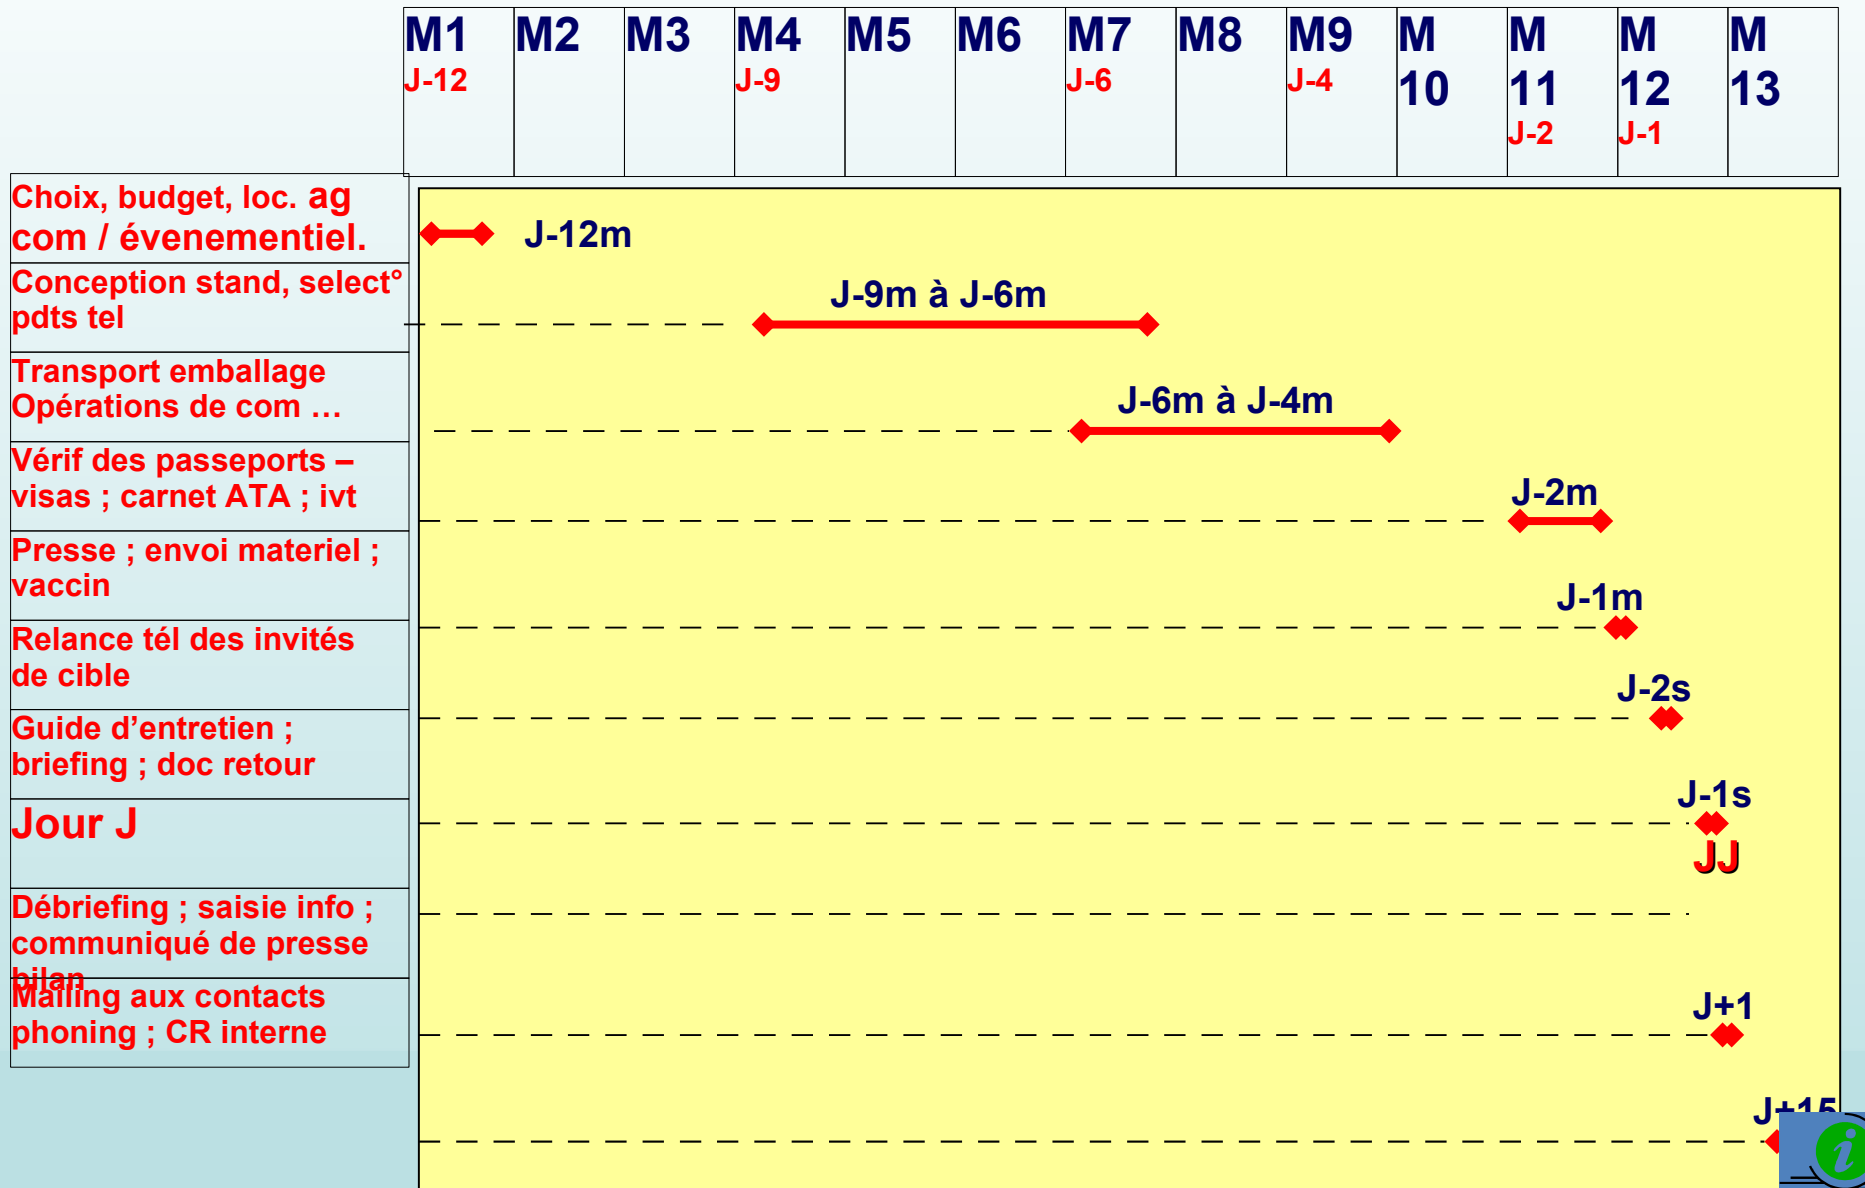 M1 M2 M3 M4 M5 M6 M7 M8 M9 M M M M
10 11 12 13
J-12 J-9 J-6 J-4
J-2 J-1
Choix, budget, loc. ag
com / évenementiel.
J-12m
Conception stand, select°
pdts tel
J-9m à J-6m
Transport emballage
Opérations de com …
J-6m à J-4m
Vérif des passeports –
visas ; carnet ATA ; ivt
J-2m
Presse ; envoi materiel ;
vaccin
J-1m
Relance tél des invités
de cible
J-2s
Guide d’entretien ;
briefing ; doc retour
J-1s
Jour J
JJ
Débriefing ; saisie info ;
communiqué de presse
bilan
Mailing aux contacts
phoning ; CR interne
J+1
J+15
i